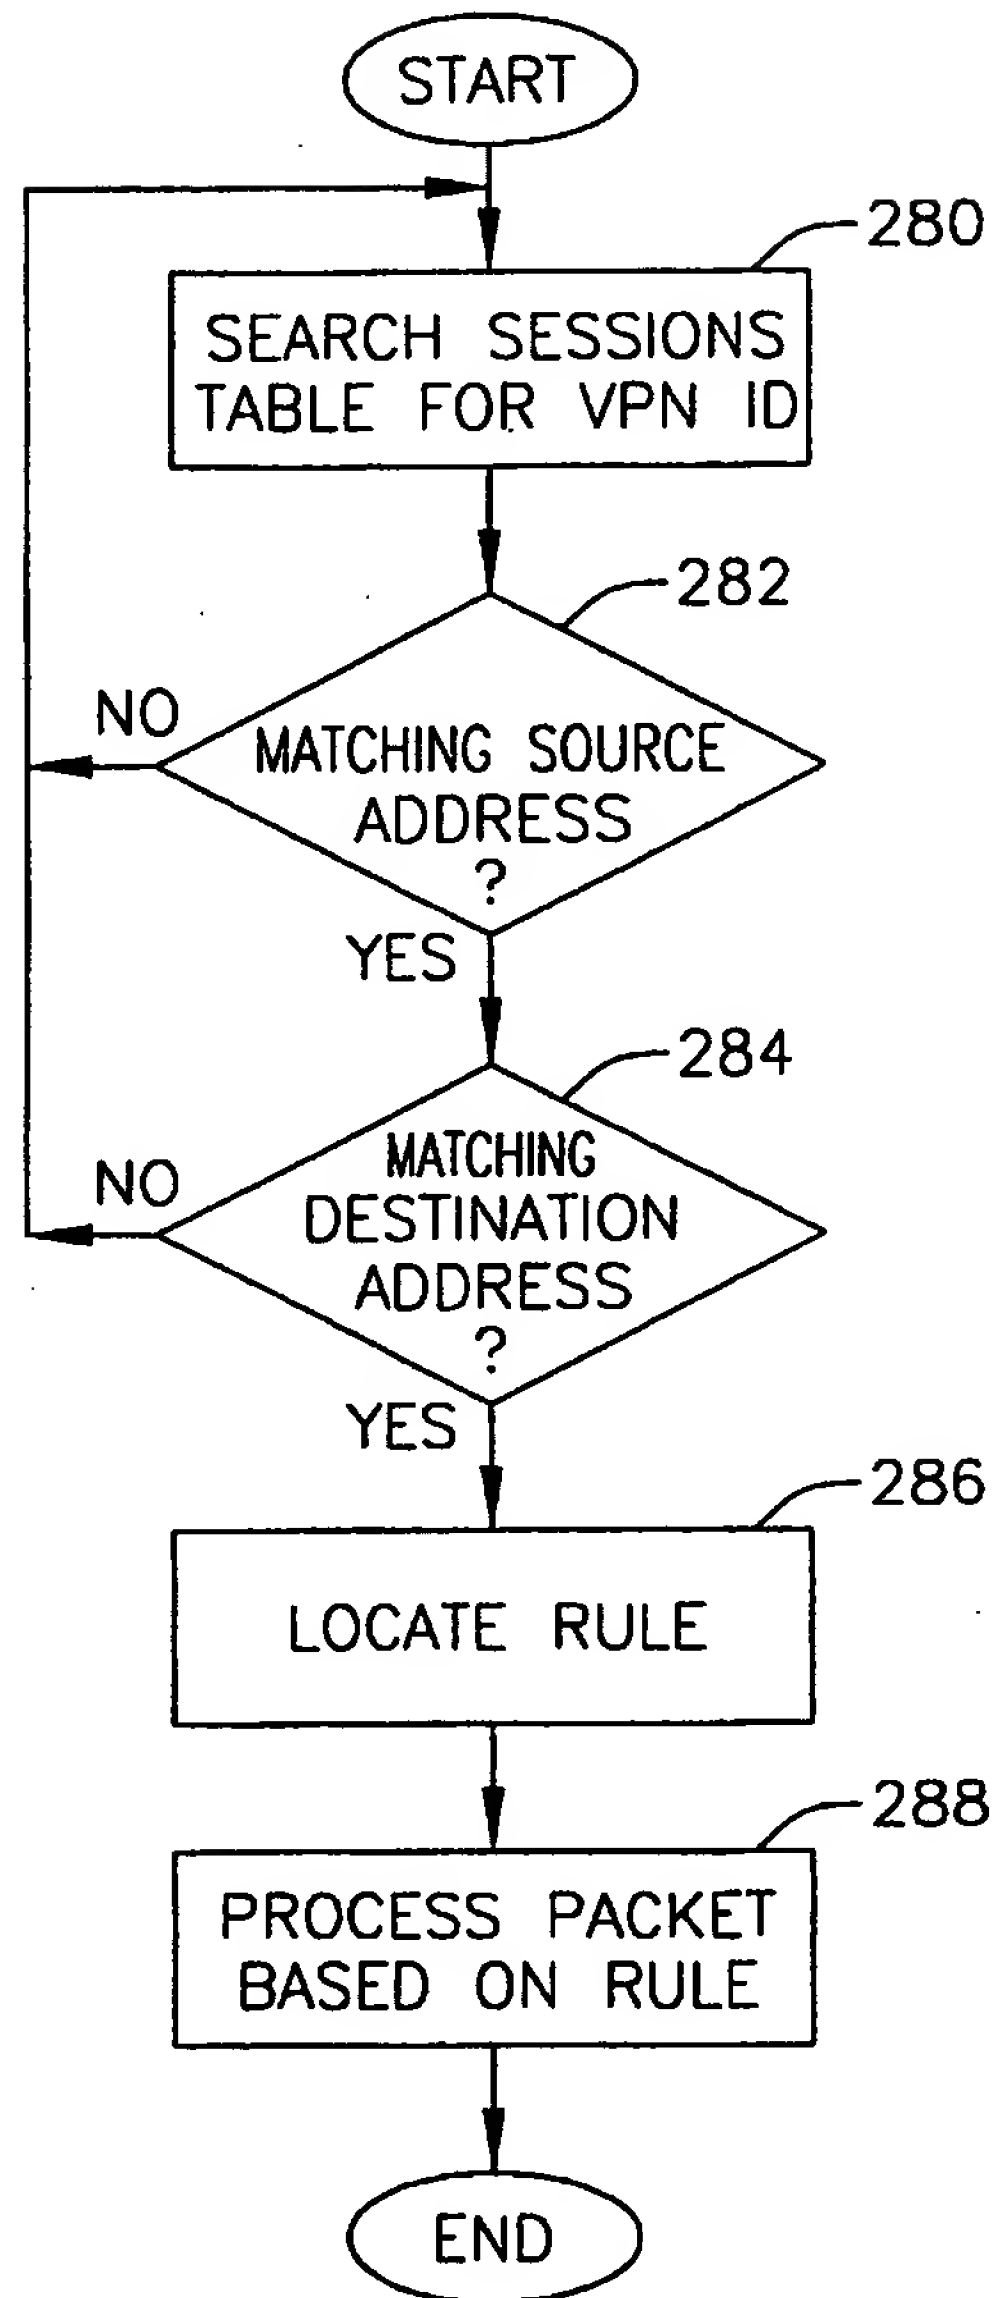 START
280
SEARCH SESSIONS
TABLE FOR VPN ID
282
NO
MATCHING SOURCE
ADDRESS
?
YES
284
NO
MATCHING
DESTINATION
ADDRESS
?
YES
286
LOCATE RULE
288
PROCESS PACKET
BASED ON RULE
END